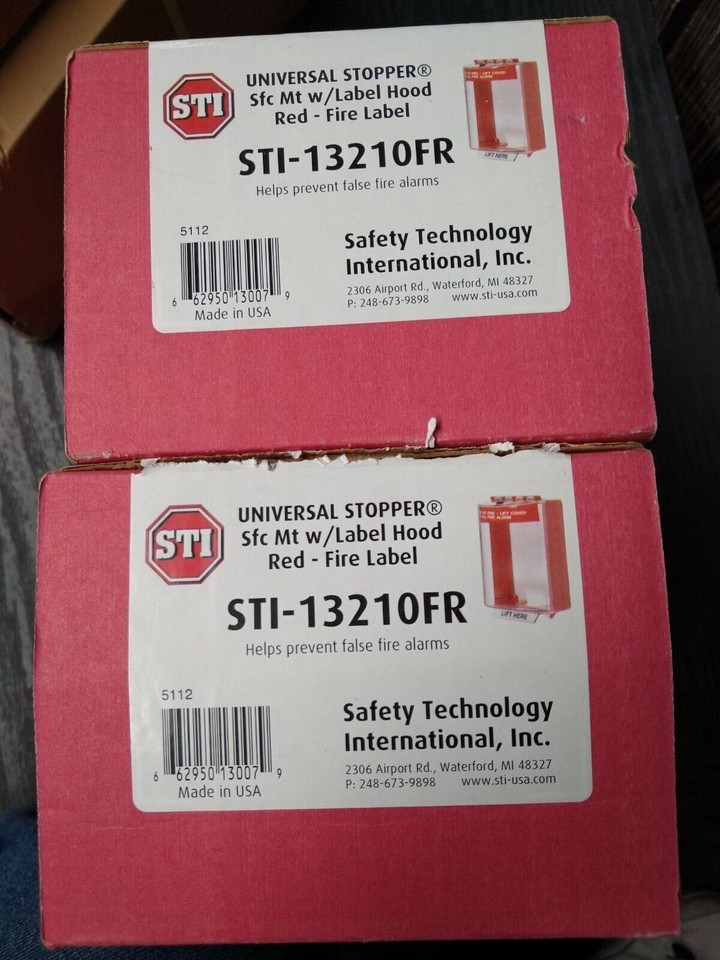 STI
UNIVERSAL STOPPER®
Sfc Mt w/Label Hood
Red - Fire Label
STI-13210FR
Helps prevent false fire alarms
LIFT HERE
5112
6 62950 13007 9
Made in USA
Safety Technology
International, Inc.
2306 Airport Rd., Waterford, MI 48327
P: 248-673-9898 www.sti-usa.com
STI
UNIVERSAL STOPPER®
Sfc Mt w/Label Hood
Red - Fire Label
STI-13210FR
Helps prevent false fire alarms
LIFT HERE
5112
6 62950 13007 9
Made in USA
Safety Technology
International, Inc.
2306 Airport Rd., Waterford, MI 48327
P: 248-673-9898 www.sti-usa.com